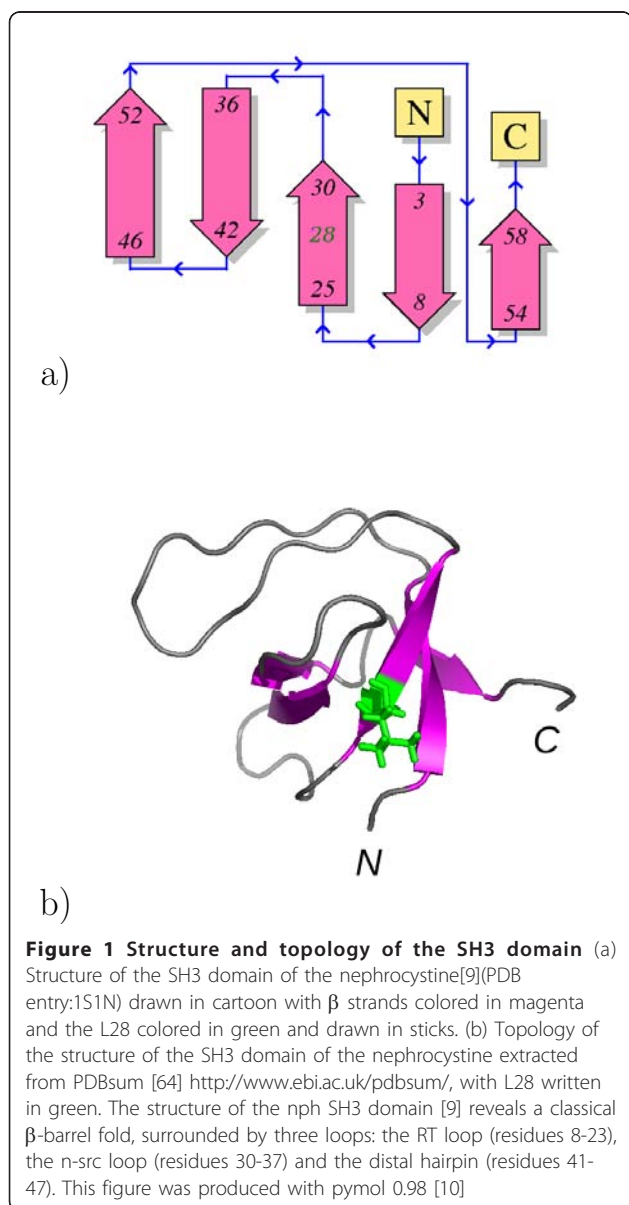 52
36
N
C
30
3
58
28
46
42
25
8
54
a)
C
N
b)
Figure 1 Structure and topology of the SH3 domain (a)
Structure of the SH3 domain of the nephrocystine[9](PDB
entry:1S1N) drawn in cartoon with β strands colored in magenta
and the L28 colored in green and drawn in sticks. (b) Topology of
the structure of the SH3 domain of the nephrocystine extracted
from PDBsum [64] http://www.ebi.ac.uk/pdbsum/, with L28 written
in green. The structure of the nph SH3 domain [9] reveals a classical
β-barrel fold, surrounded by three loops: the RT loop (residues 8-23),
the n-src loop (residues 30-37) and the distal hairpin (residues 41-
47). This figure was produced with pymol 0.98 [10]